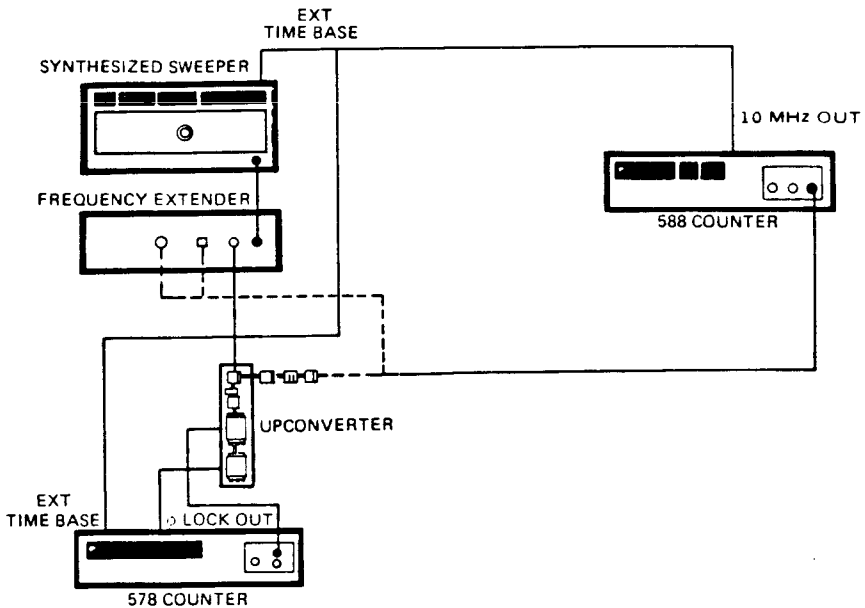 EXT
TIME BASE
SYNTHESIZED SWEEPER
10 MHz OUT
FREQUENCY EXTENDER
588 COUNTER
UPCONVERTER
EXT
TIME BASE
φ LOCK OUT
578 COUNTER